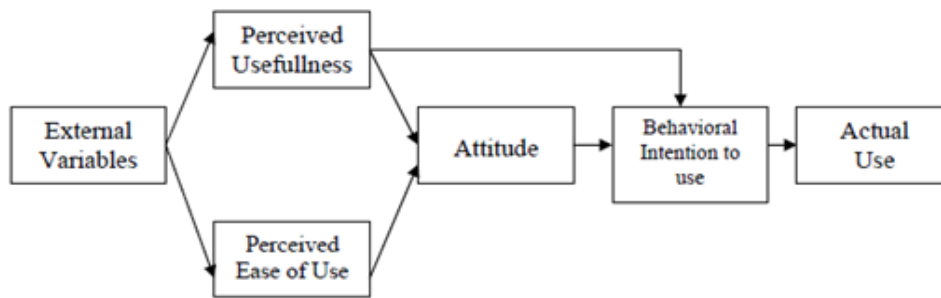 Perceived
Usefullness
External
Variables
Attitude
Behavioral
Intention to
use
Actual
Use
Perceived
Ease of Use